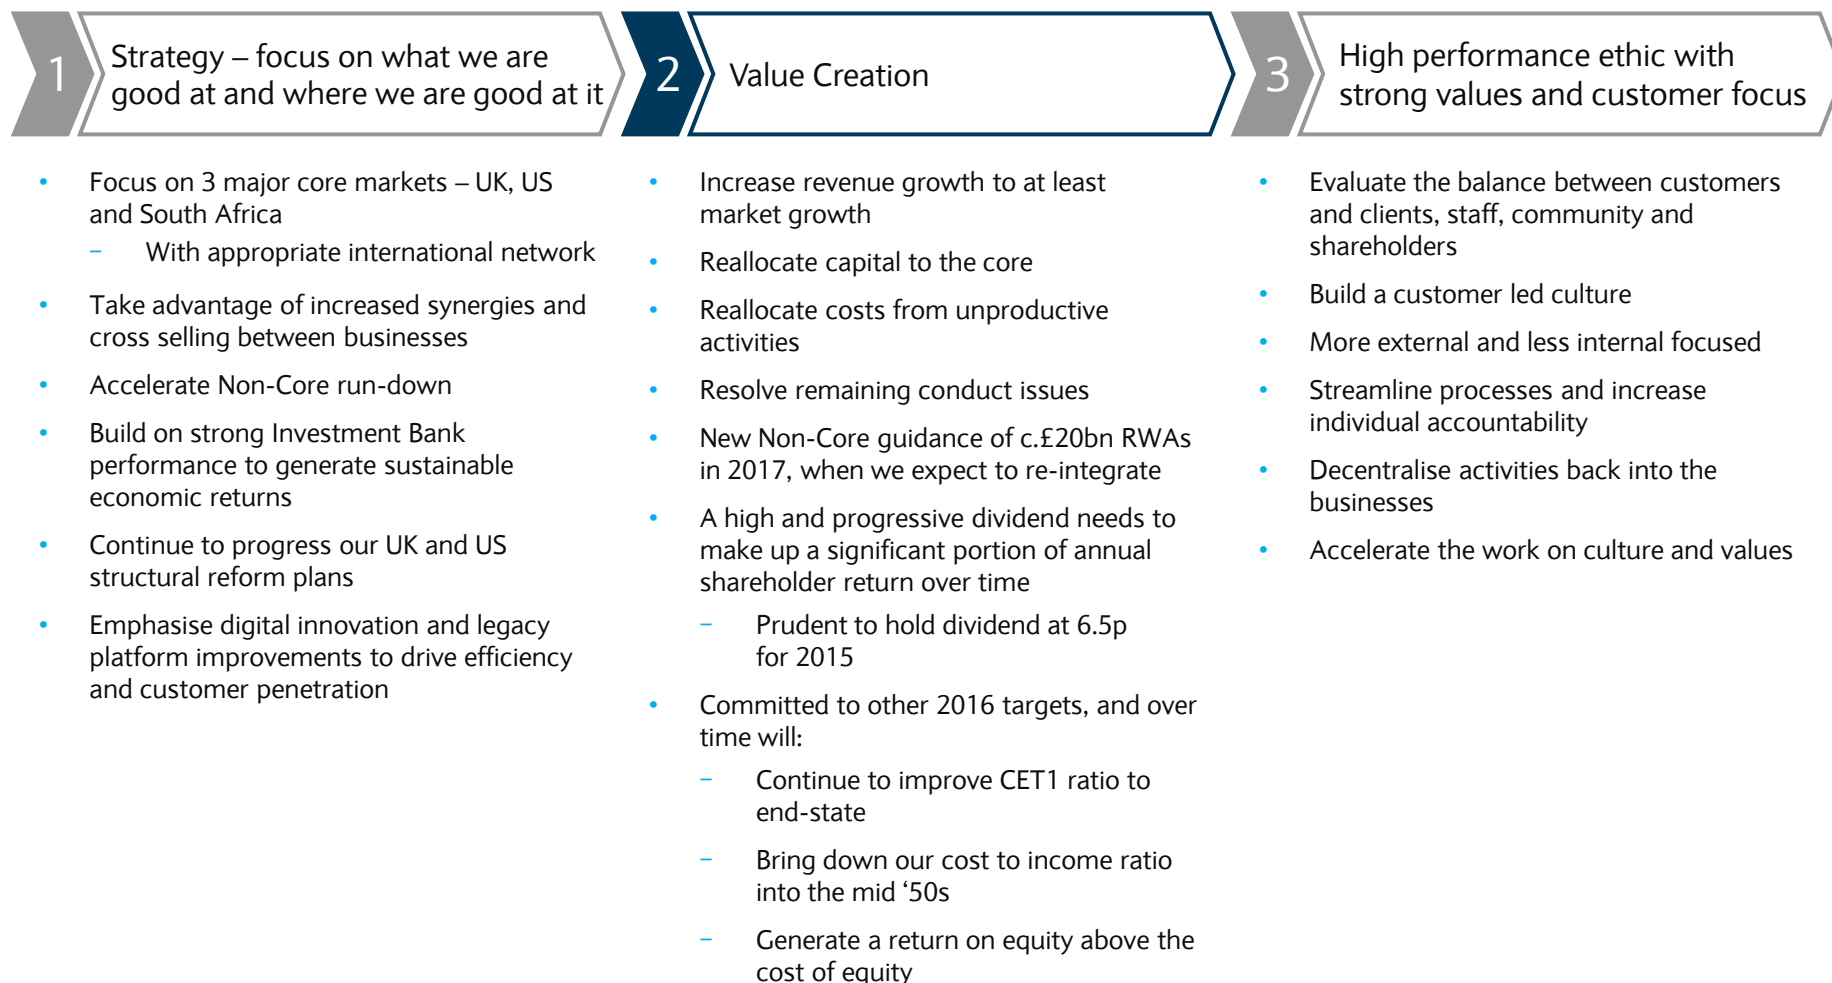 1
Strategy – focus on what we are
good at and where we are good at it
• Focus on 3 major core markets – UK, US
and South Africa
– With appropriate international network
• Take advantage of increased synergies and
cross selling between businesses
• Accelerate Non-Core run-down
• Build on strong Investment Bank
performance to generate sustainable
economic returns
• Continue to progress our UK and US
structural reform plans
• Emphasise digital innovation and legacy
platform improvements to drive efficiency
and customer penetration
2
Value Creation
• Increase revenue growth to at least
market growth
• Reallocate capital to the core
• Reallocate costs from unproductive
activities
• Resolve remaining conduct issues
• New Non-Core guidance of c.£20bn RWAs
in 2017, when we expect to re-integrate
• A high and progressive dividend needs to
make up a significant portion of annual
shareholder return over time
– Prudent to hold dividend at 6.5p
for 2015
• Committed to other 2016 targets, and over
time will:
– Continue to improve CET1 ratio to
end-state
– Bring down our cost to income ratio
into the mid ‘50s
– Generate a return on equity above the
cost of equity
3
High performance ethic with
strong values and customer focus
• Evaluate the balance between customers
and clients, staff, community and
shareholders
• Build a customer led culture
• More external and less internal focused
• Streamline processes and increase
individual accountability
• Decentralise activities back into the
businesses
• Accelerate the work on culture and values